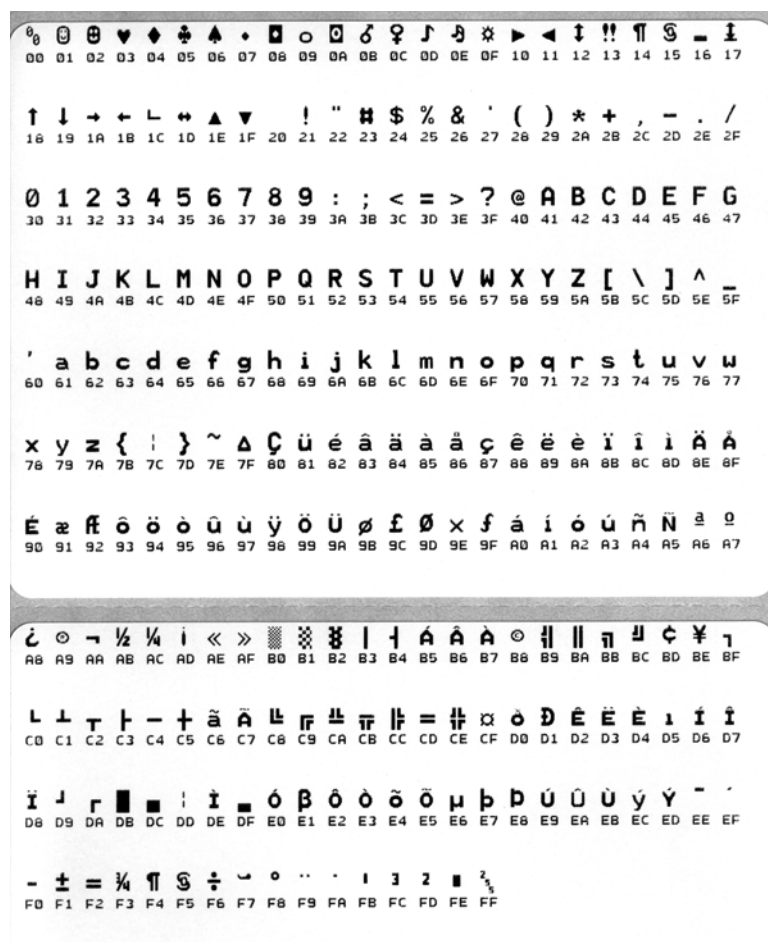 ⁰₀ ☺ ☻ ♥ ♦ ♣ ♠ • ◘ ○ ◙ ♂ ♀ ♪ ♫ ☼ ► ◄ ↕ ‼ ¶ § ▬ ↨
00 01 02 03 04 05 06 07 08 09 0A 0B 0C 0D 0E 0F 10 11 12 13 14 15 16 17
↑ ↓ → ← ∟ ↔ ▲ ▼ ! " # $ % & ' ( ) * + , - . /
18 19 1A 1B 1C 1D 1E 1F 20 21 22 23 24 25 26 27 28 29 2A 2B 2C 2D 2E 2F
0 1 2 3 4 5 6 7 8 9 : ; < = > ? @ A B C D E F G
30 31 32 33 34 35 36 37 38 39 3A 3B 3C 3D 3E 3F 40 41 42 43 44 45 46 47
H I J K L M N O P Q R S T U V W X Y Z [ \ ] ^ _
48 49 4A 4B 4C 4D 4E 4F 50 51 52 53 54 55 56 57 58 59 5A 5B 5C 5D 5E 5F
' a b c d e f g h i j k l m n o p q r s t u v w
60 61 62 63 64 65 66 67 68 69 6A 6B 6C 6D 6E 6F 70 71 72 73 74 75 76 77
x y z { ¦ } ~ ∆ Ç ü é â ä à å ç ê ë è ï î ì Ä Å
78 79 7A 7B 7C 7D 7E 7F 80 81 82 83 84 85 86 87 88 89 8A 8B 8C 8D 8E 8F
É æ Æ ô ö ò û ù ÿ Ö Ü ø £ Ø × ƒ á í ó ú ñ Ñ ª º
90 91 92 93 94 95 96 97 98 99 9A 9B 9C 9D 9E 9F A0 A1 A2 A3 A4 A5 A6 A7
¿ ® ¬ ½ ¼ ¡ « » ░ ▒ ▓ │ ┤ Á Â À © ╣ ║ ╗ ╝ ¢ ¥ ┐
A8 A9 AA AB AC AD AE AF B0 B1 B2 B3 B4 B5 B6 B7 B8 B9 BA BB BC BD BE BF
└ ┴ ┬ ├ ─ ┼ ã Ã ╚ ╔ ╩ ╦ ╠ ═ ╬ ¤ ð Ð Ê Ë È ı Í Î
C0 C1 C2 C3 C4 C5 C6 C7 C8 C9 CA CB CC CD CE CF D0 D1 D2 D3 D4 D5 D6 D7
Ï ┘ ┌ █ ▄ ¦ Ì ▬ ó β ô ò õ Õ µ þ Þ Ú Û Ù ý Ý ¯ ´
D8 D9 DA DB DC DD DE DF E0 E1 E2 E3 E4 E5 E6 E7 E8 E9 EA EB EC ED EE EF
- ± = ¾ ¶ § ÷ ¸ ° ¨ · ı 3 2 ■ ²₅₅
F0 F1 F2 F3 F4 F5 F6 F7 F8 F9 FA FB FC FD FE FF